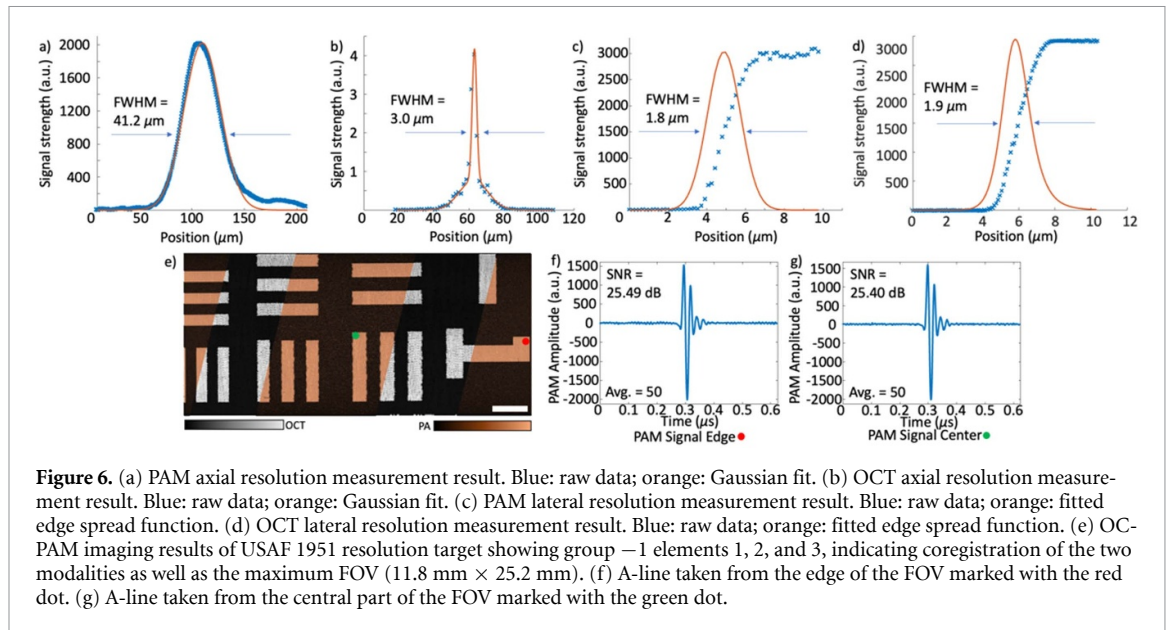 a)
2000
1600
1200
800
400
Signal strength (a.u.)
FWHM =
41.2 μm
0 50 100 150 200
Position (μm)
b)
4
3
2
1
Signal strength (a.u.)
FWHM =
3.0 μm
0 20 40 60 80 100 120
Position (μm)
c)
3000
2500
2000
1500
1000
500
0
Signal strength (a.u.)
FWHM =
1.8 μm
0 2 4 6 8 10
Position (μm)
d)
3000
2500
2000
1500
1000
500
Signal strength (a.u.)
FWHM =
1.9 μm
0 2 4 6 8 10 12
Position (μm)
e)
OCT
PA
f)
1500
1000
500
0
-500
-1000
-1500
-2000
PAM Amplitude (a.u.)
SNR =
25.49 dB
Avg. = 50
0 0.1 0.2 0.3 0.4 0.5 0.6
Time (μs)
PAM Signal Edge
g)
1500
1000
500
0
-500
-1000
-1500
-2000
PAM Amplitude (a.u.)
SNR =
25.40 dB
Avg. = 50
0 0.1 0.2 0.3 0.4 0.5 0.6
Time (μs)
PAM Signal Center
Figure 6. (a) PAM axial resolution measurement result. Blue: raw data; orange: Gaussian fit. (b) OCT axial resolution measure-
ment result. Blue: raw data; orange: Gaussian fit. (c) PAM lateral resolution measurement result. Blue: raw data; orange: fitted
edge spread function. (d) OCT lateral resolution measurement result. Blue: raw data; orange: fitted edge spread function. (e) OC-
PAM imaging results of USAF 1951 resolution target showing group −1 elements 1, 2, and 3, indicating coregistration of the two
modalities as well as the maximum FOV (11.8 mm × 25.2 mm). (f) A-line taken from the edge of the FOV marked with the red
dot. (g) A-line taken from the central part of the FOV marked with the green dot.